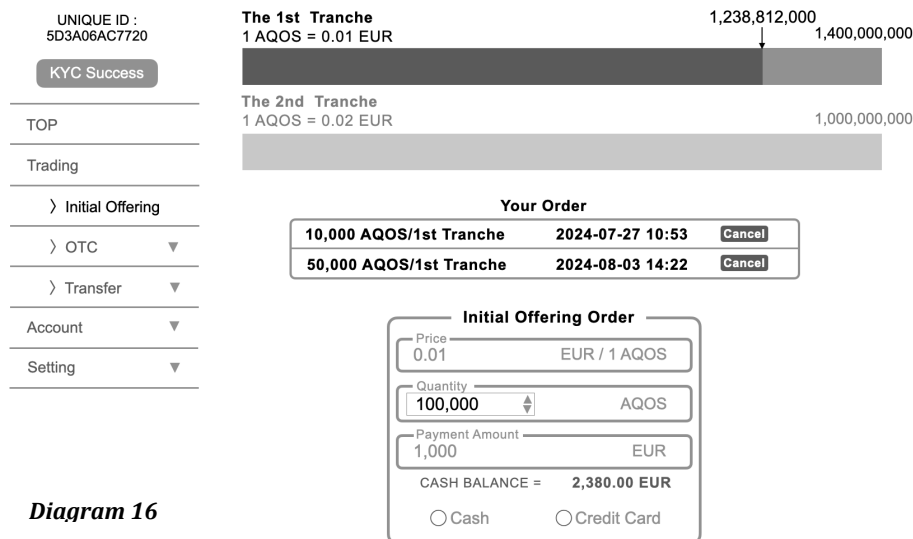 UNIQUE ID :
5D3A06AC7720
KYC Success
TOP
Trading
〉Initial Offering
〉OTC ▼
〉Transfer ▼
Account ▼
Setting ▼
Diagram 16
The 1st Tranche
1 AQOS = 0.01 EUR
1,238,812,000
1,400,000,000
The 2nd Tranche
1 AQOS = 0.02 EUR
1,000,000,000
Your Order
10,000 AQOS/1st Tranche 2024-07-27 10:53 Cancel
50,000 AQOS/1st Tranche 2024-08-03 14:22 Cancel
Initial Offering Order
Price
0.01 EUR / 1 AQOS
Quantity
100,000 AQOS
Payment Amount
1,000 EUR
CASH BALANCE = 2,380.00 EUR
Cash Credit Card